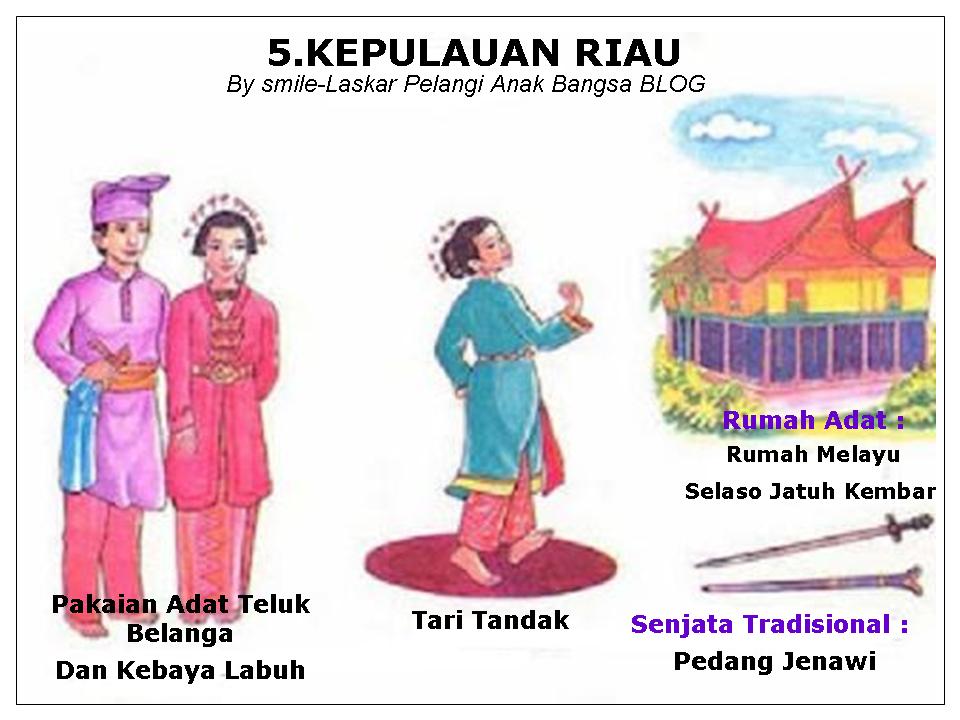 5.KEPULAUAN RIAU
By smile-Laskar Pelangi Anak Bangsa BLOG
Rumah Adat :
Rumah Melayu
Selaso Jatuh Kembar
Pakaian Adat Teluk
Belanga
Dan Kebaya Labuh
Tari Tandak
Senjata Tradisional :
Pedang Jenawi